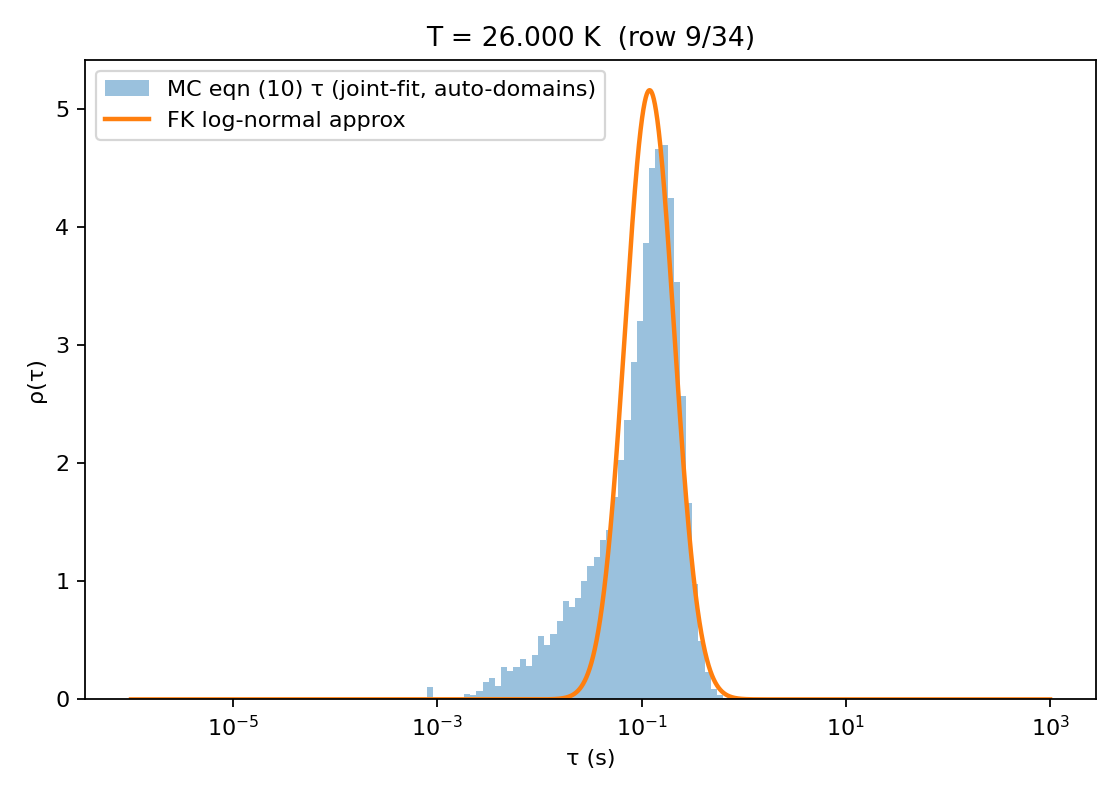 T = 26.000 K  (row 9/34)
MC eqn (10) τ (joint-fit, auto-domains)
FK log-normal approx
ρ(τ)
5
4
3
2
1
0
10⁻⁵ 10⁻³ 10⁻¹ 10¹ 10³
τ (s)